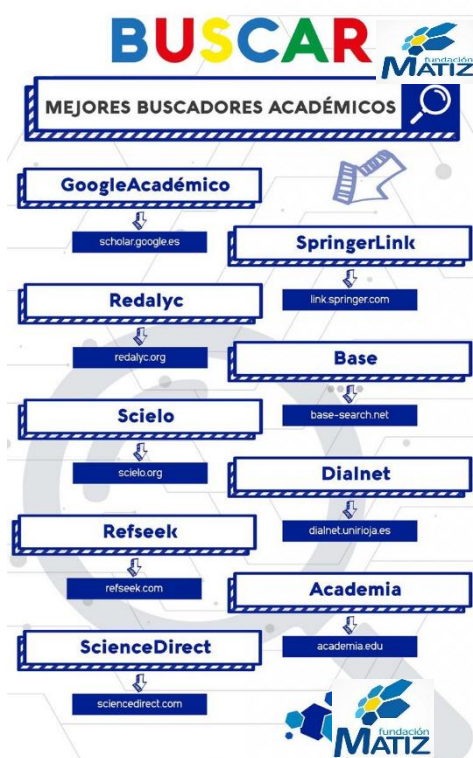 BUSCAR
fundación
MATIZ
MEJORES BUSCADORES ACADÉMICOS
GoogleAcadémico
scholar.google.es
SpringerLink
link.springer.com
Redalyc
redalyc.org
Base
base-search.net
Scielo
scielo.org
Dialnet
dialnet.unirioja.es
Refseek
refseek.com
Academia
academia.edu
ScienceDirect
sciencedirect.com
fundación
MATIZ